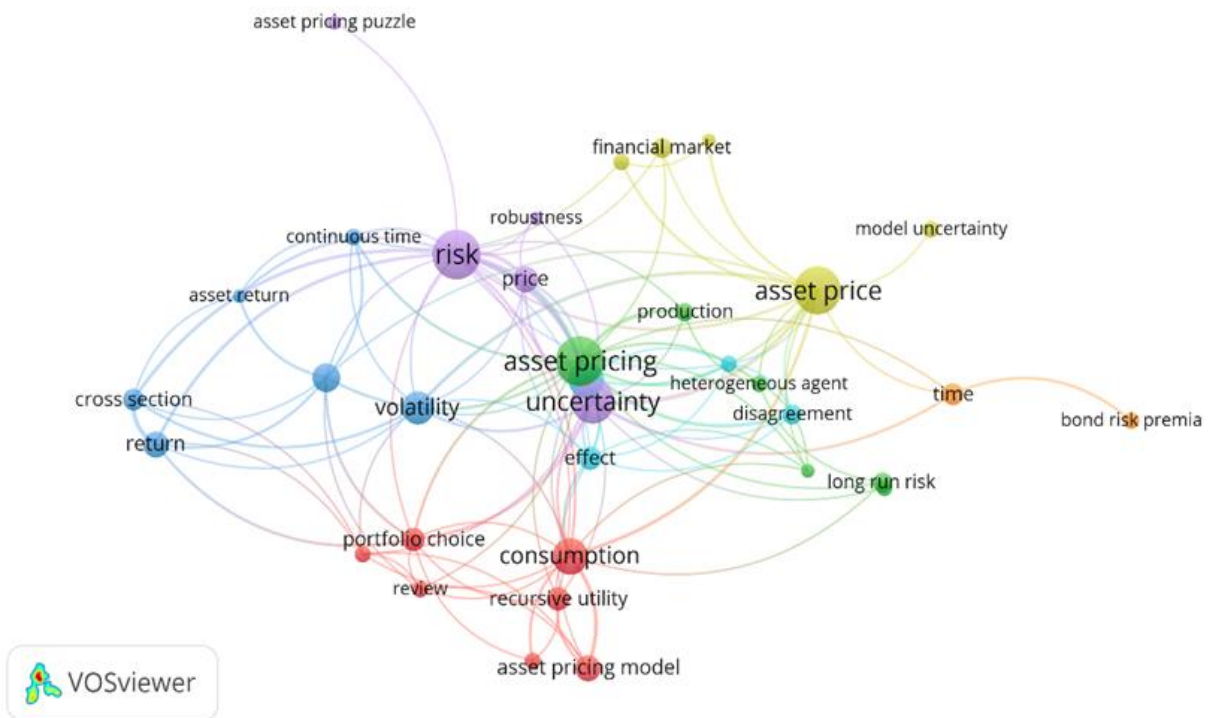 asset pricing puzzle
financial market
robustness
model uncertainty
continuous time
risk
price
asset price
asset return
production
asset pricing
heterogeneous agent
time
cross section
volatility
uncertainty
disagreement
bond risk premia
return
effect
long run risk
portfolio choice
consumption
review
recursive utility
asset pricing model
VOSviewer